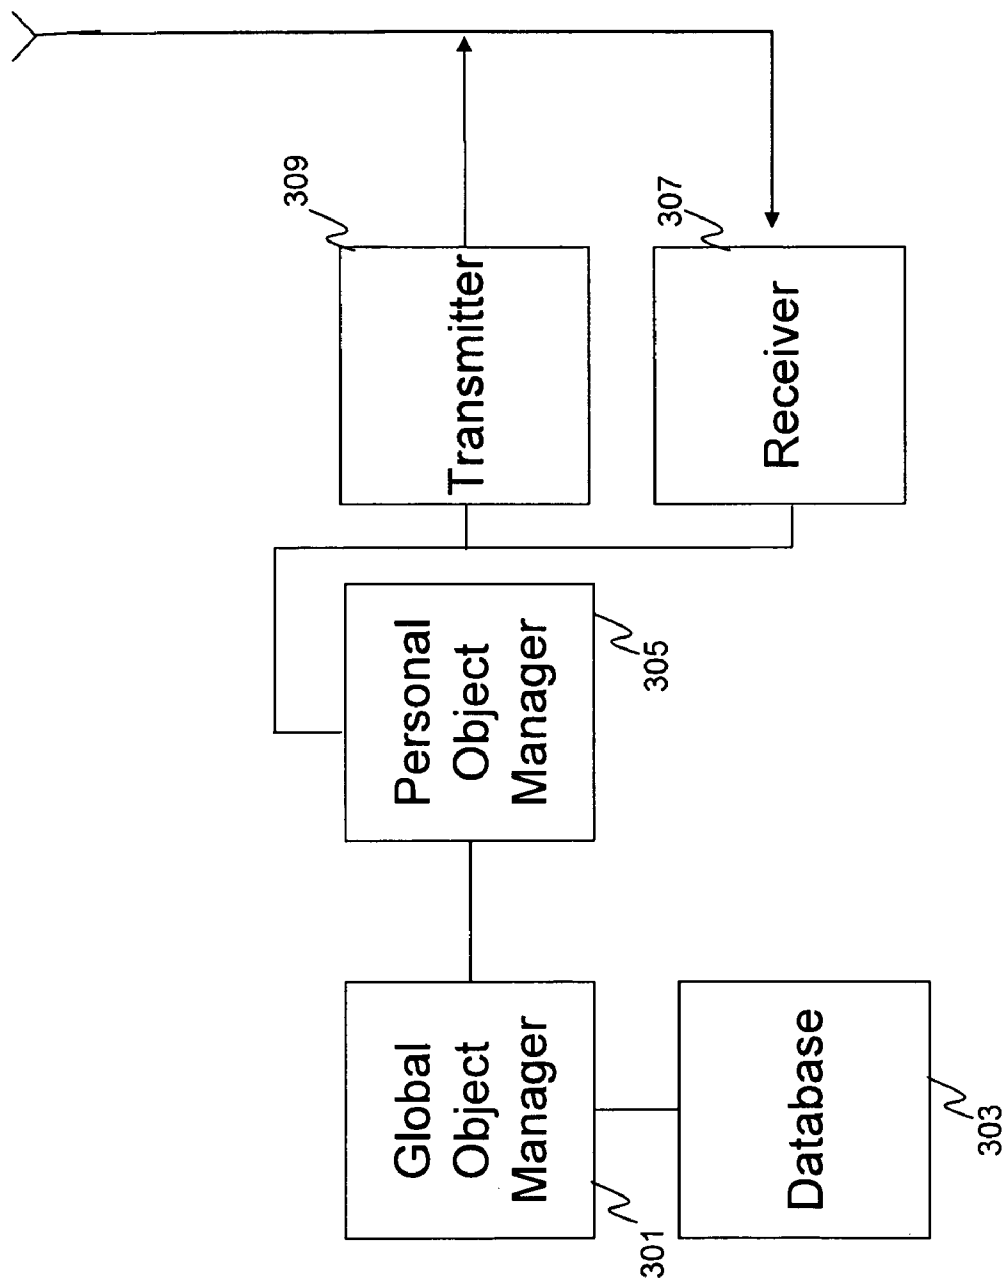 Global
Object
Manager
301
Database
303
Personal
Object
Manager
305
Transmitter
309
Receiver
307